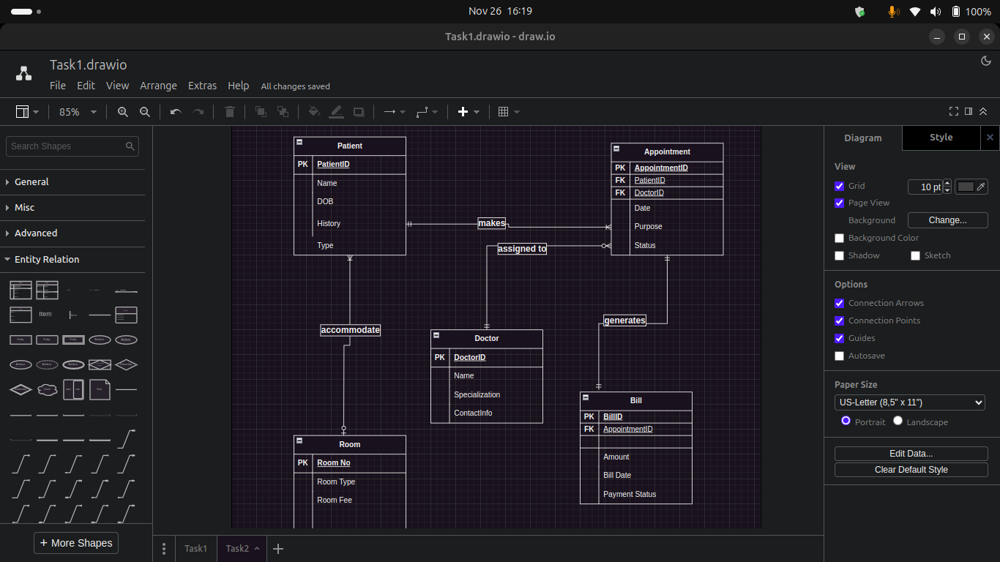 Nov 26 16:19
100%
Task1.drawio - draw.io
Task1.drawio
File Edit View Arrange Extras Help All changes saved
85%
Search Shapes
General
Misc
Advanced
Entity Relation
Item
+ More Shapes
Patient
PK PatientID
Name
DOB
History
Type
makes
Appointment
PK AppointmentID
FK PatientID
FK DoctorID
Date
Purpose
Status
assigned to
accommodate
generates
Doctor
PK DoctorID
Name
Specialization
ContactInfo
Bill
PK BillID
FK AppointmentID
Amount
Bill Date
Payment Status
Room
PK Room No
Room Type
Room Fee
Task1 Task2
Diagram Style
View
Grid 10 pt
Page View
Background Change...
Background Color
Shadow Sketch
Options
Connection Arrows
Connection Points
Guides
Autosave
Paper Size
US-Letter (8,5" x 11")
Portrait Landscape
Edit Data...
Clear Default Style